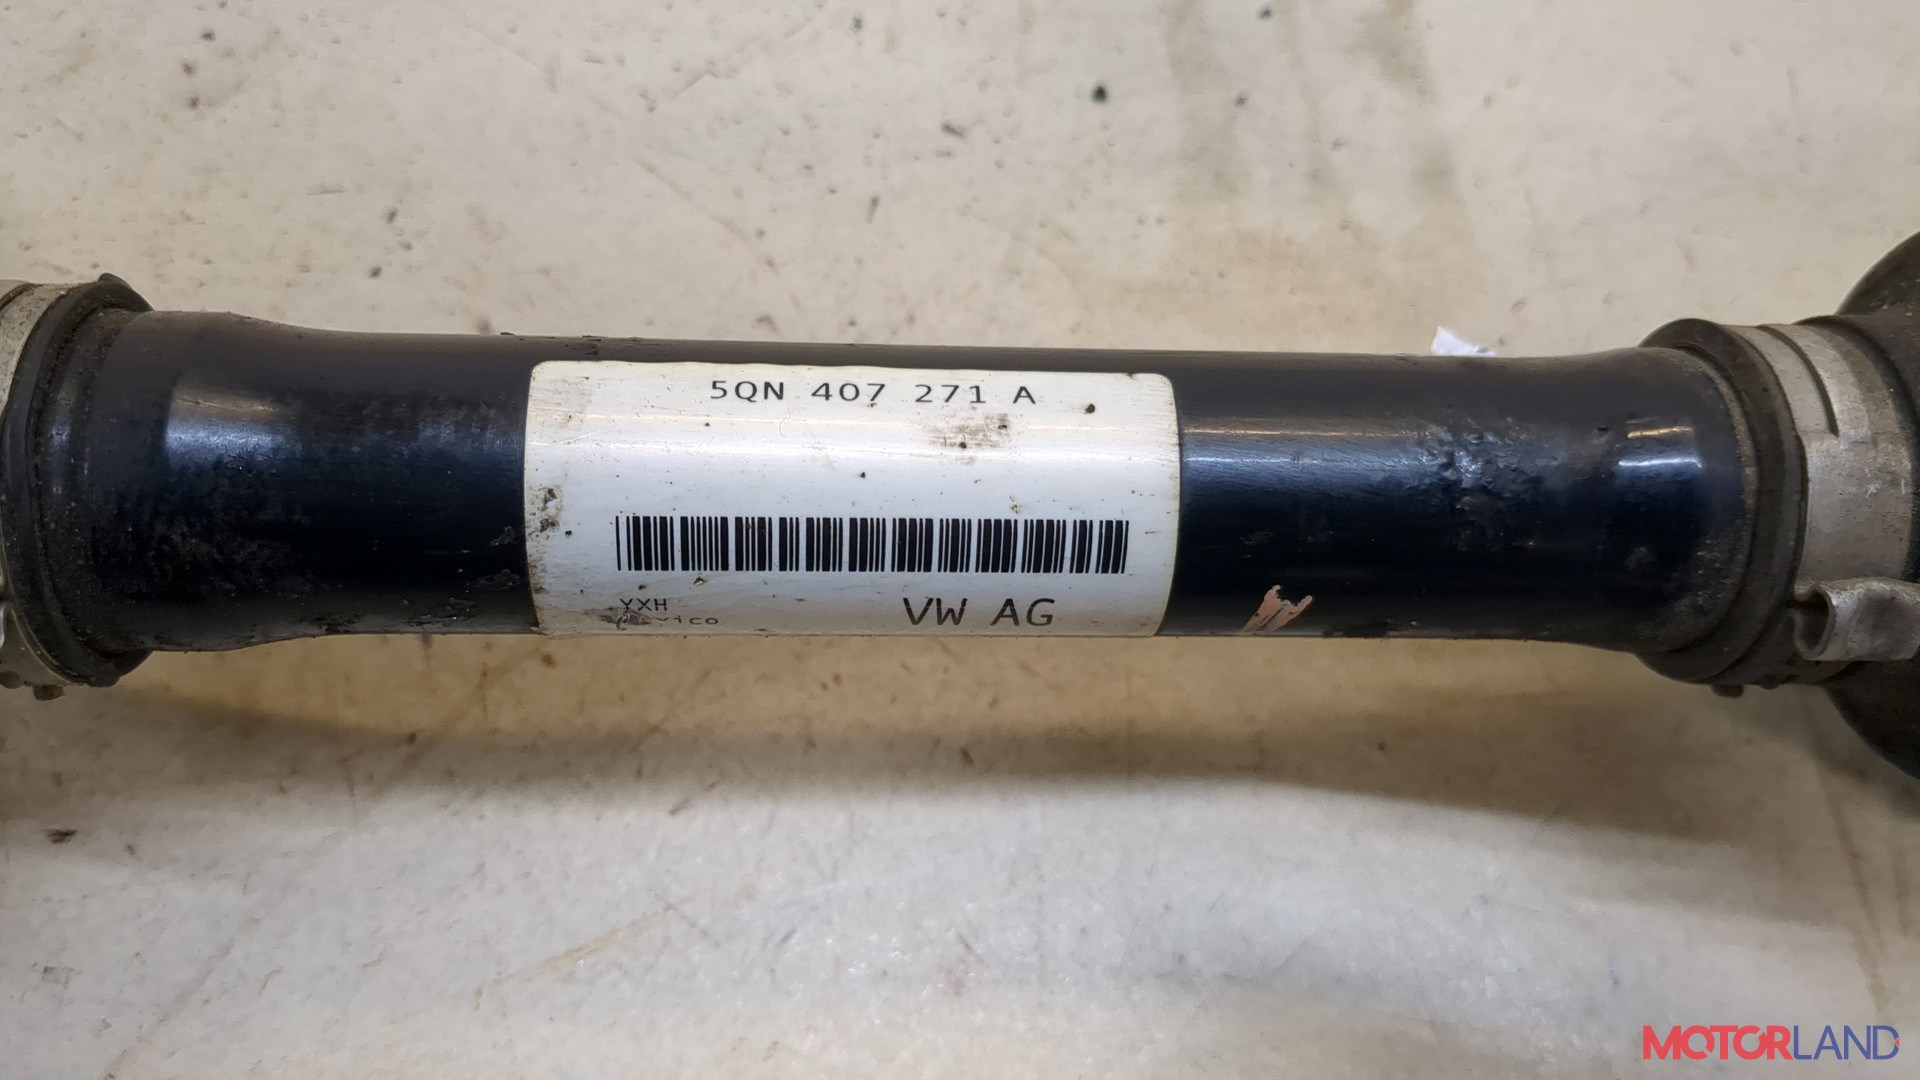 5QN 407 271 A
YXH
VW AG
MOTORLAND